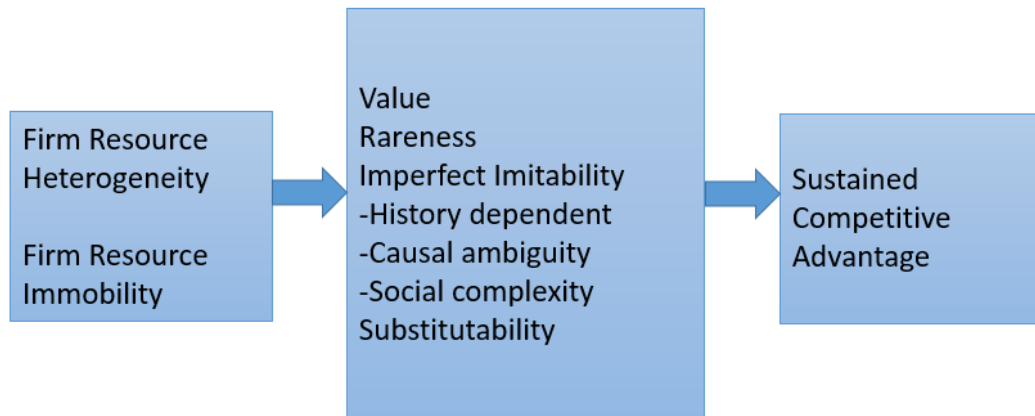 Firm Resource
Heterogeneity
Firm Resource
Immobility
Value
Rareness
Imperfect Imitability
-History dependent
-Causal ambiguity
-Social complexity
Substitutability
Sustained
Competitive
Advantage